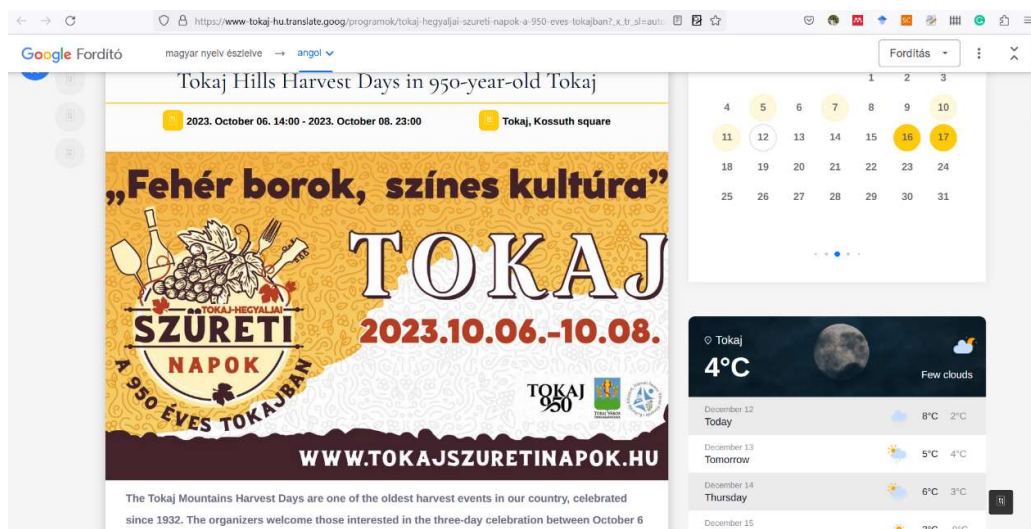 https://www-tokaj-hu.translate.goog/programok/tokaj-hegyaljai-szureti-napok-a-950-eves-tokajban?_x_tr_sl=auto
Google Fordító
magyar nyelv észlelve → angol
Fordítás
Tokaj Hills Harvest Days in 950-year-old Tokaj
2023. October 06. 14:00 - 2023. October 08. 23:00
Tokaj, Kossuth square
„Fehér borok, színes kultúra”
TOKAJ-HEGYALJAI
SZÜRETI
NAPOK
A 950 ÉVES TOKAJBAN
TOKAJ
2023.10.06.-10.08.
TOKAJ
950
WWW.TOKAJSZURETINAPOK.HU
The Tokaj Mountains Harvest Days are one of the oldest harvest events in our country, celebrated
since 1932. The organizers welcome those interested in the three-day celebration between October 6
1 2 3
4 5 6 7 8 9 10
11 12 13 14 15 16 17
18 19 20 21 22 23 24
25 26 27 28 29 30 31
Tokaj
4°C
Few clouds
December 12
Today
8°C 2°C
December 13
Tomorrow
5°C 4°C
December 14
Thursday
6°C 3°C
December 15